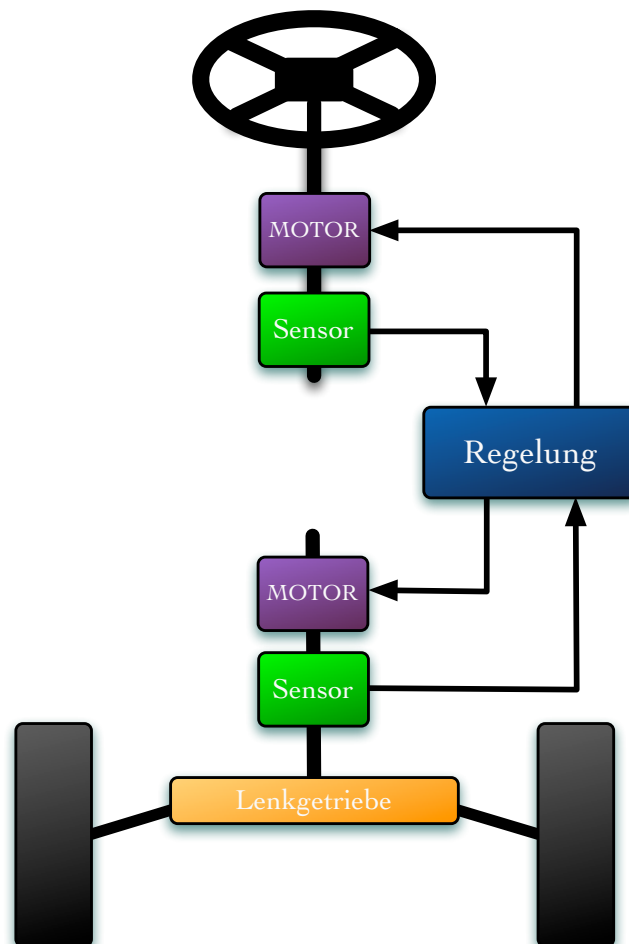 MOTOR
Sensor
Regelung
MOTOR
Sensor
Lenkgetriebe